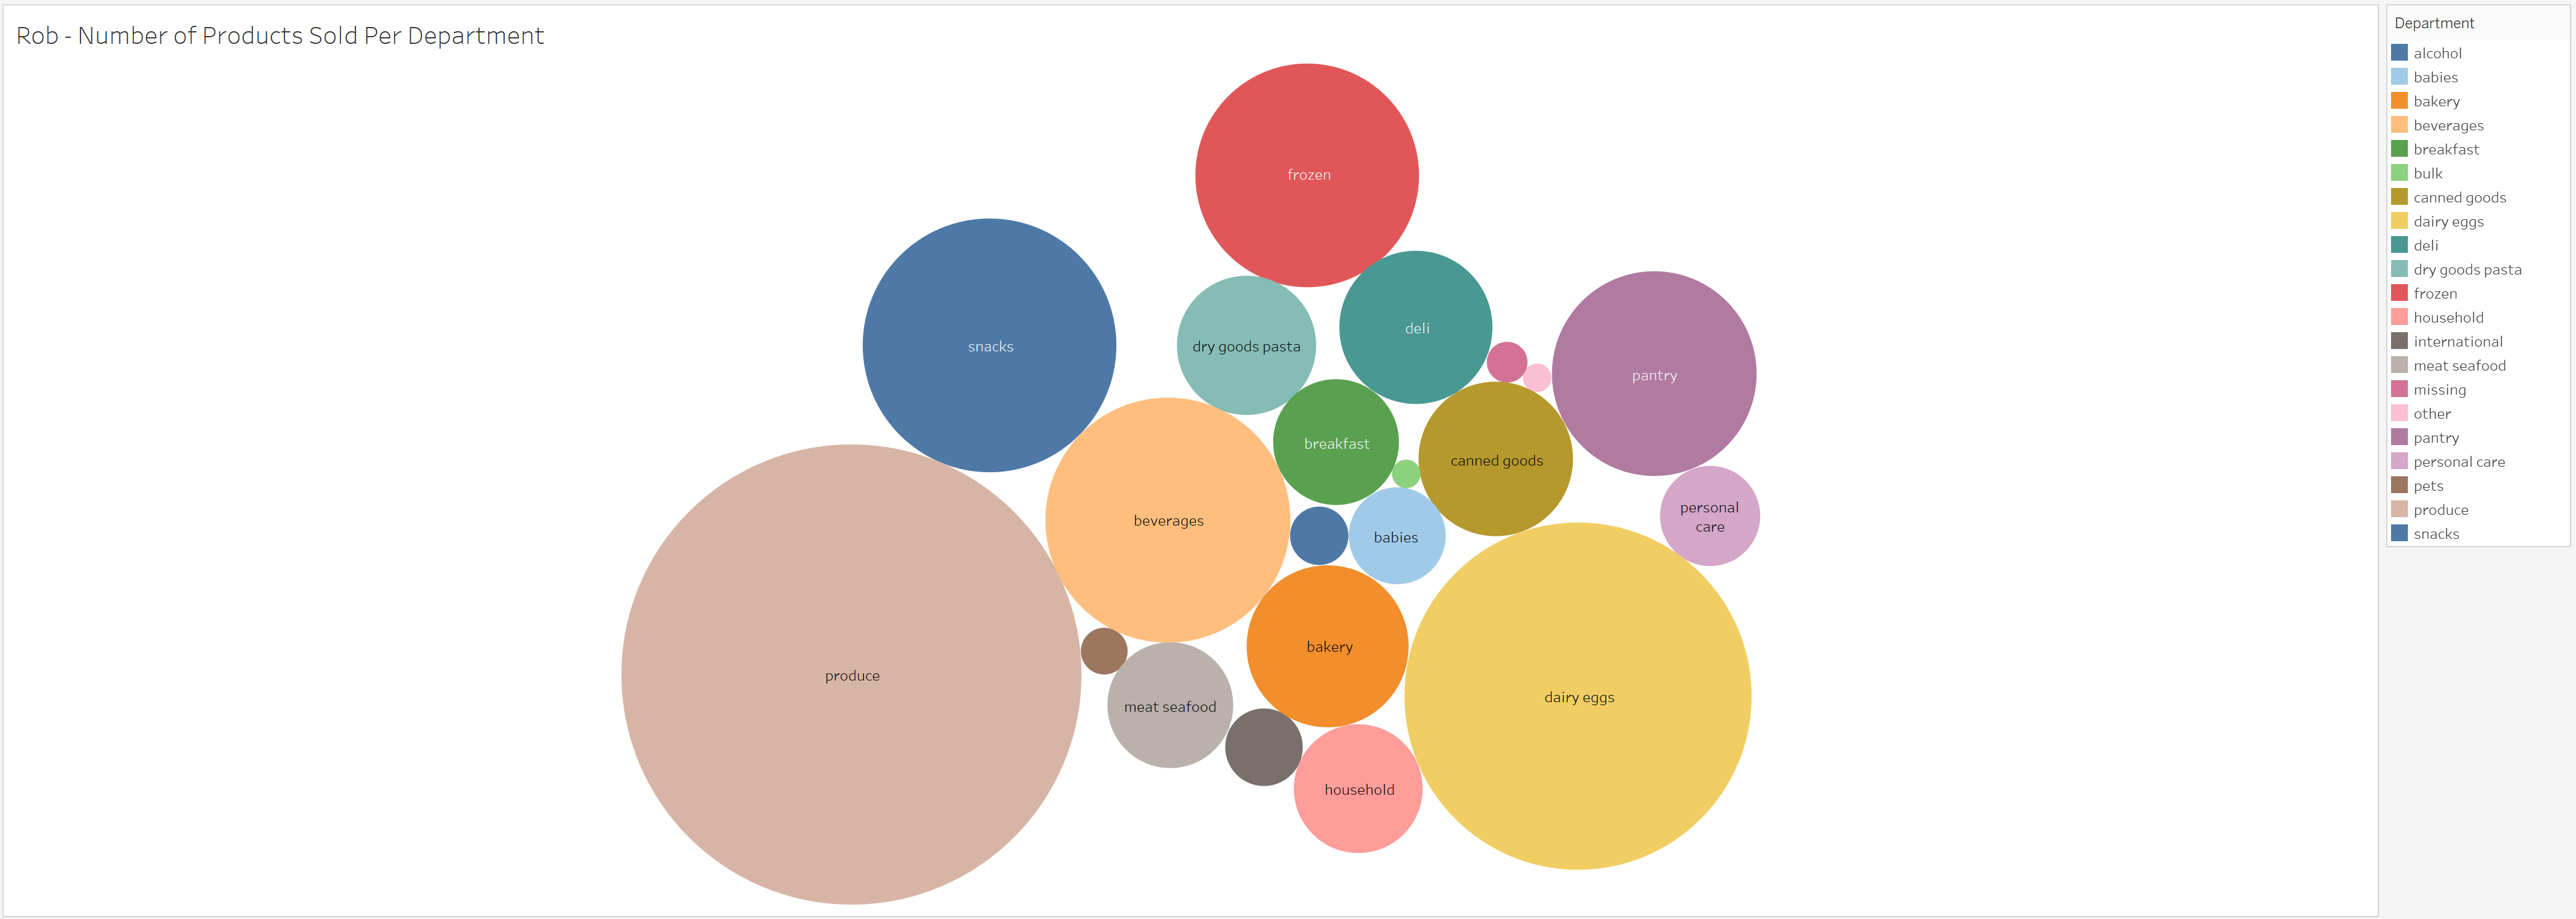 Rob - Number of Products Sold Per Department
frozen
snacks
dry goods pasta
deli
pantry
breakfast
canned goods
beverages
babies
personal
care
produce
meat seafood
bakery
dairy eggs
household
Department
alcohol
babies
bakery
beverages
breakfast
bulk
canned goods
dairy eggs
deli
dry goods pasta
frozen
household
international
meat seafood
missing
other
pantry
personal care
pets
produce
snacks